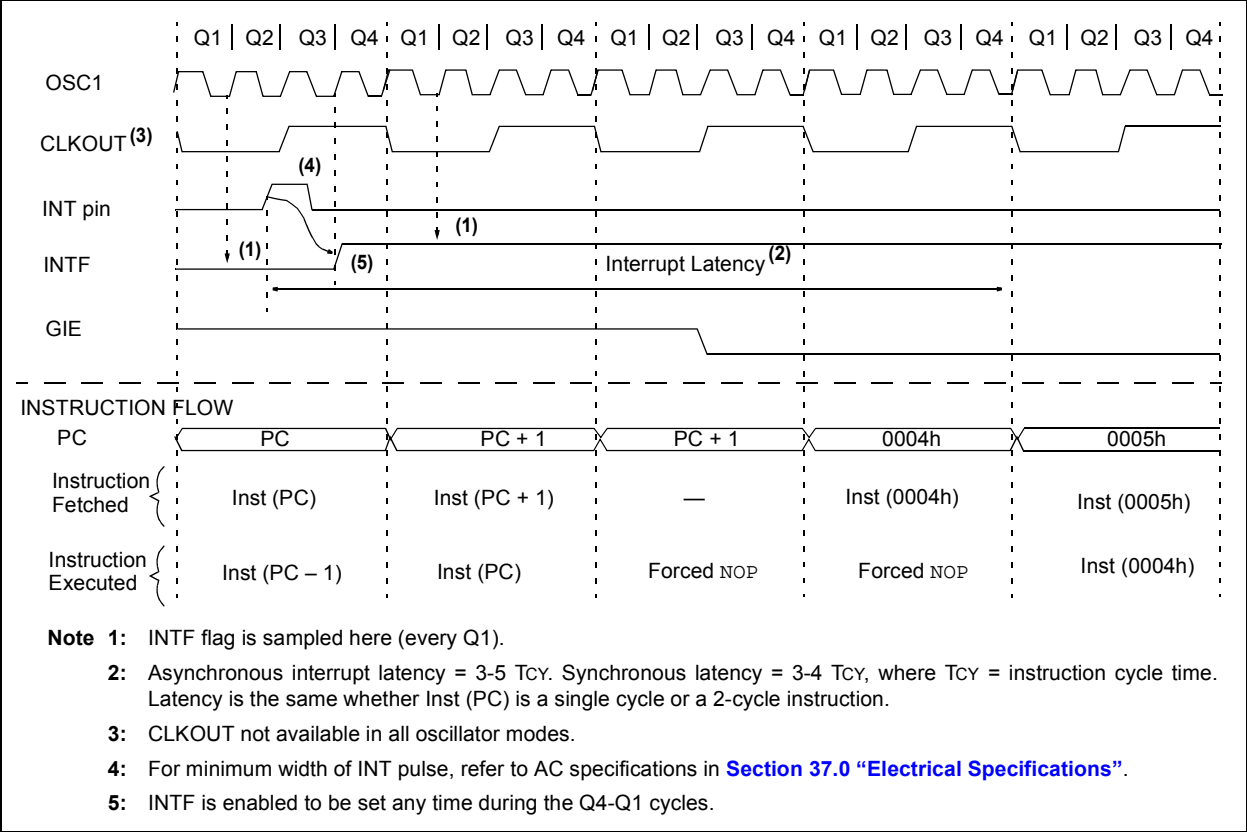 Q1 Q2 Q3 Q4 Q1 Q2 Q3 Q4 Q1 Q2 Q3 Q4 Q1 Q2 Q3 Q4 Q1 Q2 Q3 Q4
OSC1
CLKOUT (3)
(4)
INT pin
(1)
(1)
INTF
(5)
Interrupt Latency (2)
GIE
INSTRUCTION FLOW
PC PC PC + 1 PC + 1 0004h 0005h
Instruction
Fetched
Inst (PC) Inst (PC + 1) — Inst (0004h) Inst (0005h)
Instruction
Executed
Inst (PC – 1) Inst (PC) Forced NOP Forced NOP Inst (0004h)
Note 1: INTF flag is sampled here (every Q1).
2: Asynchronous interrupt latency = 3-5 TCY. Synchronous latency = 3-4 TCY, where TCY = instruction cycle time.
Latency is the same whether Inst (PC) is a single cycle or a 2-cycle instruction.
3: CLKOUT not available in all oscillator modes.
4: For minimum width of INT pulse, refer to AC specifications in Section 37.0 “Electrical Specifications”.
5: INTF is enabled to be set any time during the Q4-Q1 cycles.